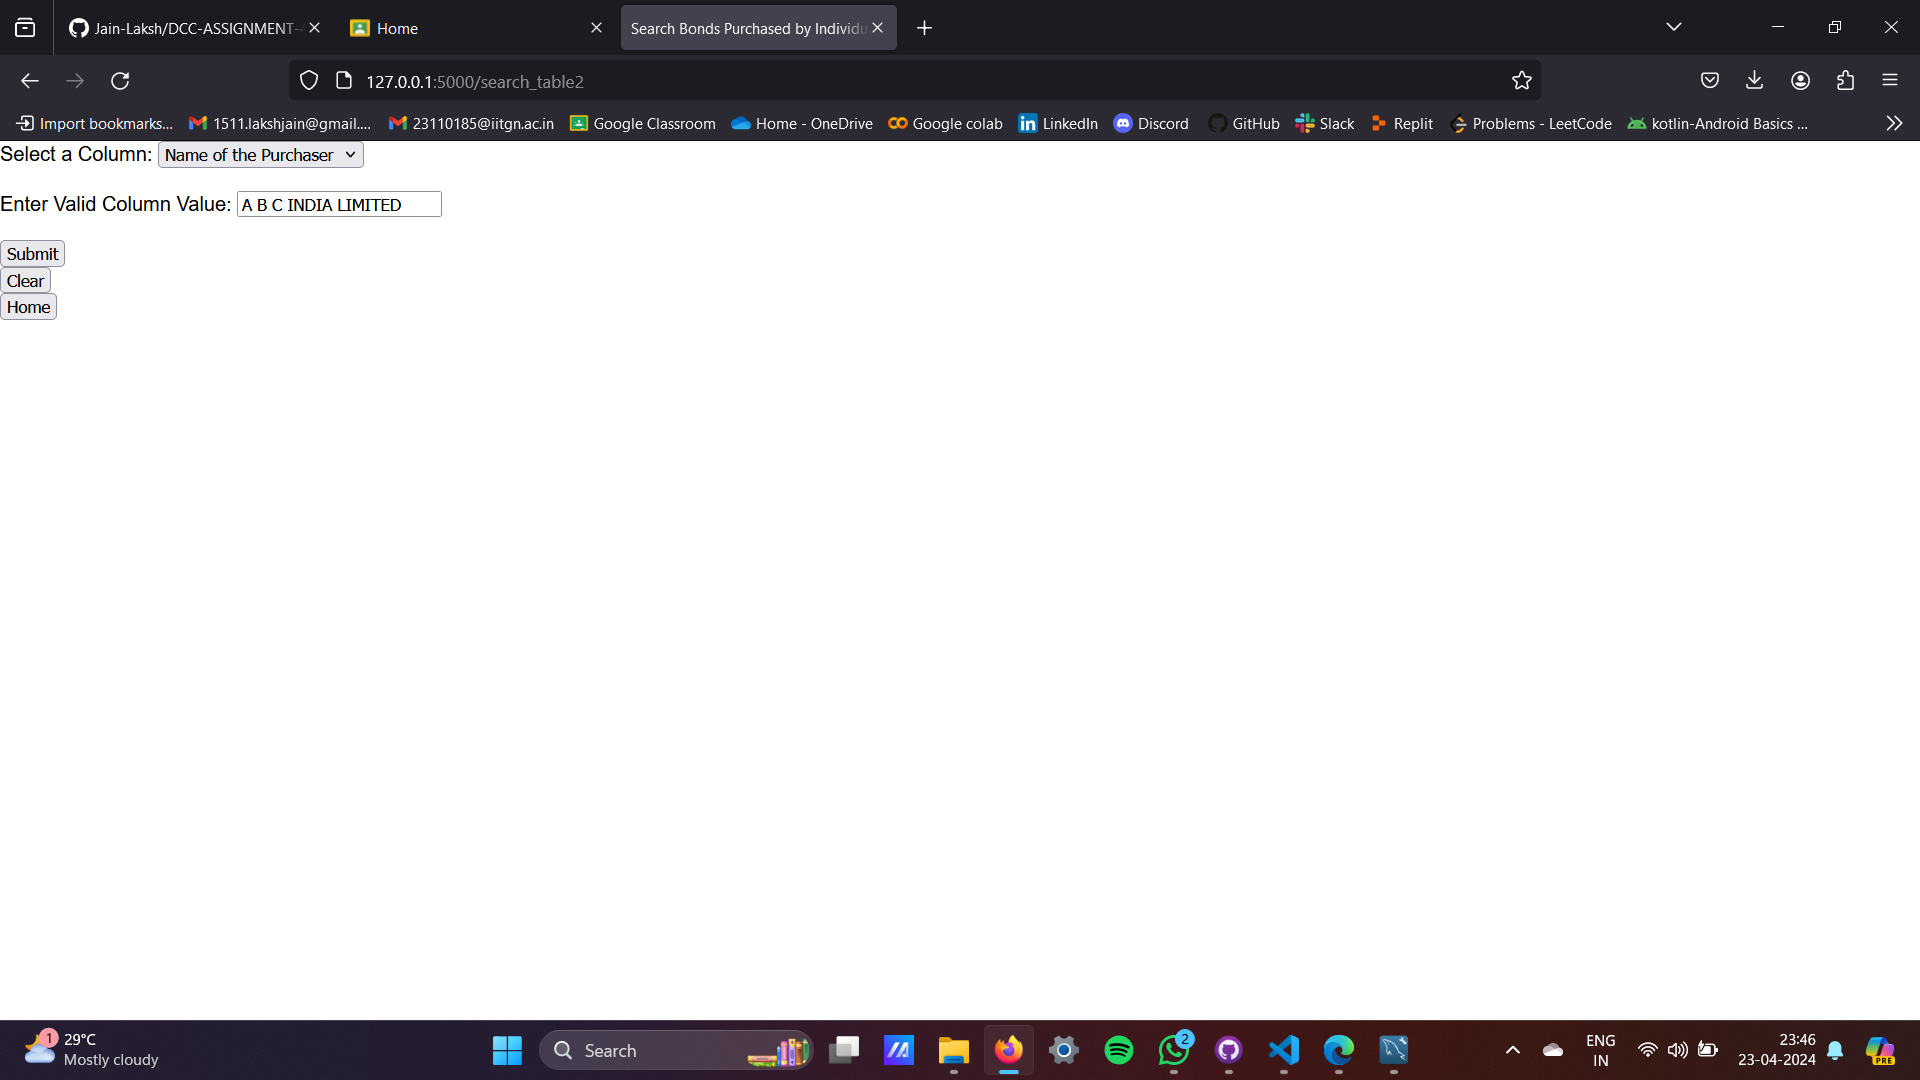 Jain-Laksh/DCC-ASSIGNMENT-4
Home
Search Bonds Purchased by Individu
127.0.0.1:5000/search_table2
Import bookmarks... 1511.lakshjain@gmail.... 23110185@iitgn.ac.in Google Classroom Home - OneDrive Google colab LinkedIn Discord GitHub Slack Replit Problems - LeetCode kotlin-Android Basics ...
Select a Column: Name of the Purchaser
Enter Valid Column Value: A B C INDIA LIMITED
Submit
Clear
Home
1 29°C
Mostly cloudy
Search
2
PRE
ENG
IN
23:46
23-04-2024